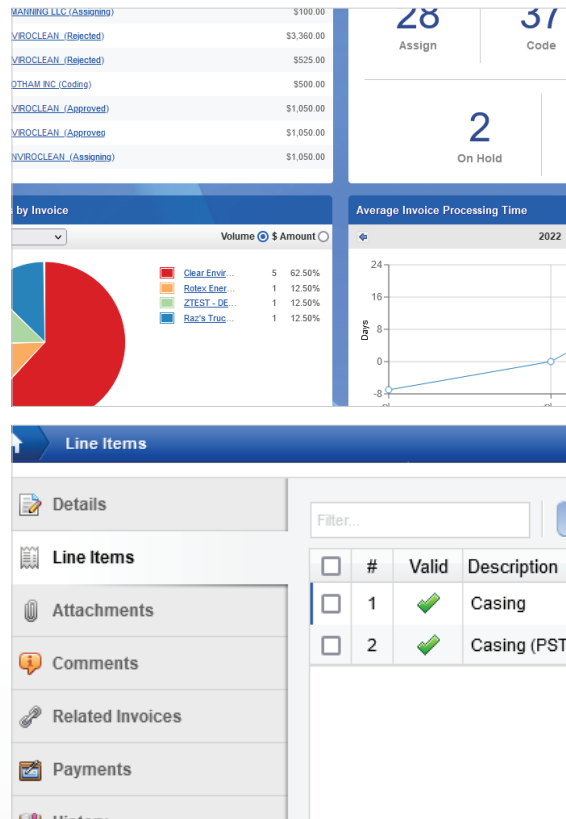 MANNING LLC (Assigning) $100.00
VIROCLEAN (Rejected) $3,360.00
VIROCLEAN (Rejected) $525.00
OTHAM INC (Coding) $500.00
VIROCLEAN (Approved) $1,050.00
VIROCLEAN (Approved $1,050.00
NVIROCLEAN (Assigning) $1,050.00
28 37
Assign Code
2
On Hold
by Invoice
Volume $ Amount
Clear Envir... 5 62.50%
Rotex Ener... 1 12.50%
ZTEST - DE... 1 12.50%
Raz's Truc... 1 12.50%
Average Invoice Processing Time
2022
24
16
8
0
-8
Days
Line Items
Details
Line Items
Attachments
Comments
Related Invoices
Payments
History
Filter...
# Valid Description
1 Casing
2 Casing (PST